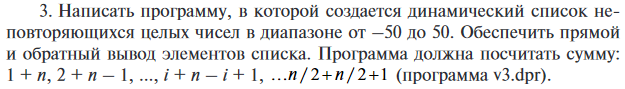 3. Написать программу, в которой создается динамический список не-
повторяющихся целых чисел в диапазоне от −50 до 50. Обеспечить прямой
и обратный вывод элементов списка. Программа должна посчитать сумму:
1 + n, 2 + n − 1, ..., i + n − i + 1, ...n/2+n/2+1 (программа v3.dpr).